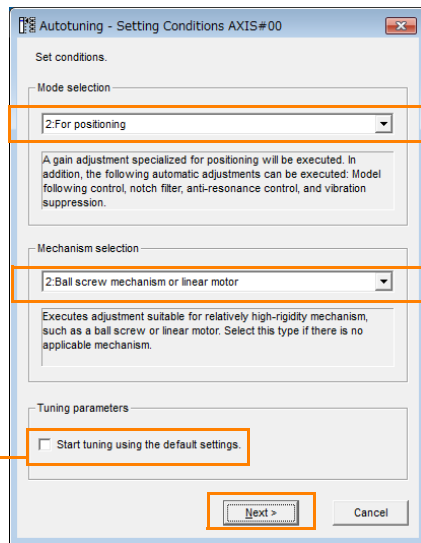 Autotuning - Setting Conditions AXIS#00
Set conditions.
Mode selection
2:For positioning
A gain adjustment specialized for positioning will be executed. In
addition, the following automatic adjustments can be executed: Model
following control, notch filter, anti-resonance control, and vibration
suppression.
Mechanism selection
2:Ball screw mechanism or linear motor
Executes adjustment suitable for relatively high-rigidity mechanism,
such as a ball screw or linear motor. Select this type if there is no
applicable mechanism.
Tuning parameters
Start tuning using the default settings.
Next > Cancel